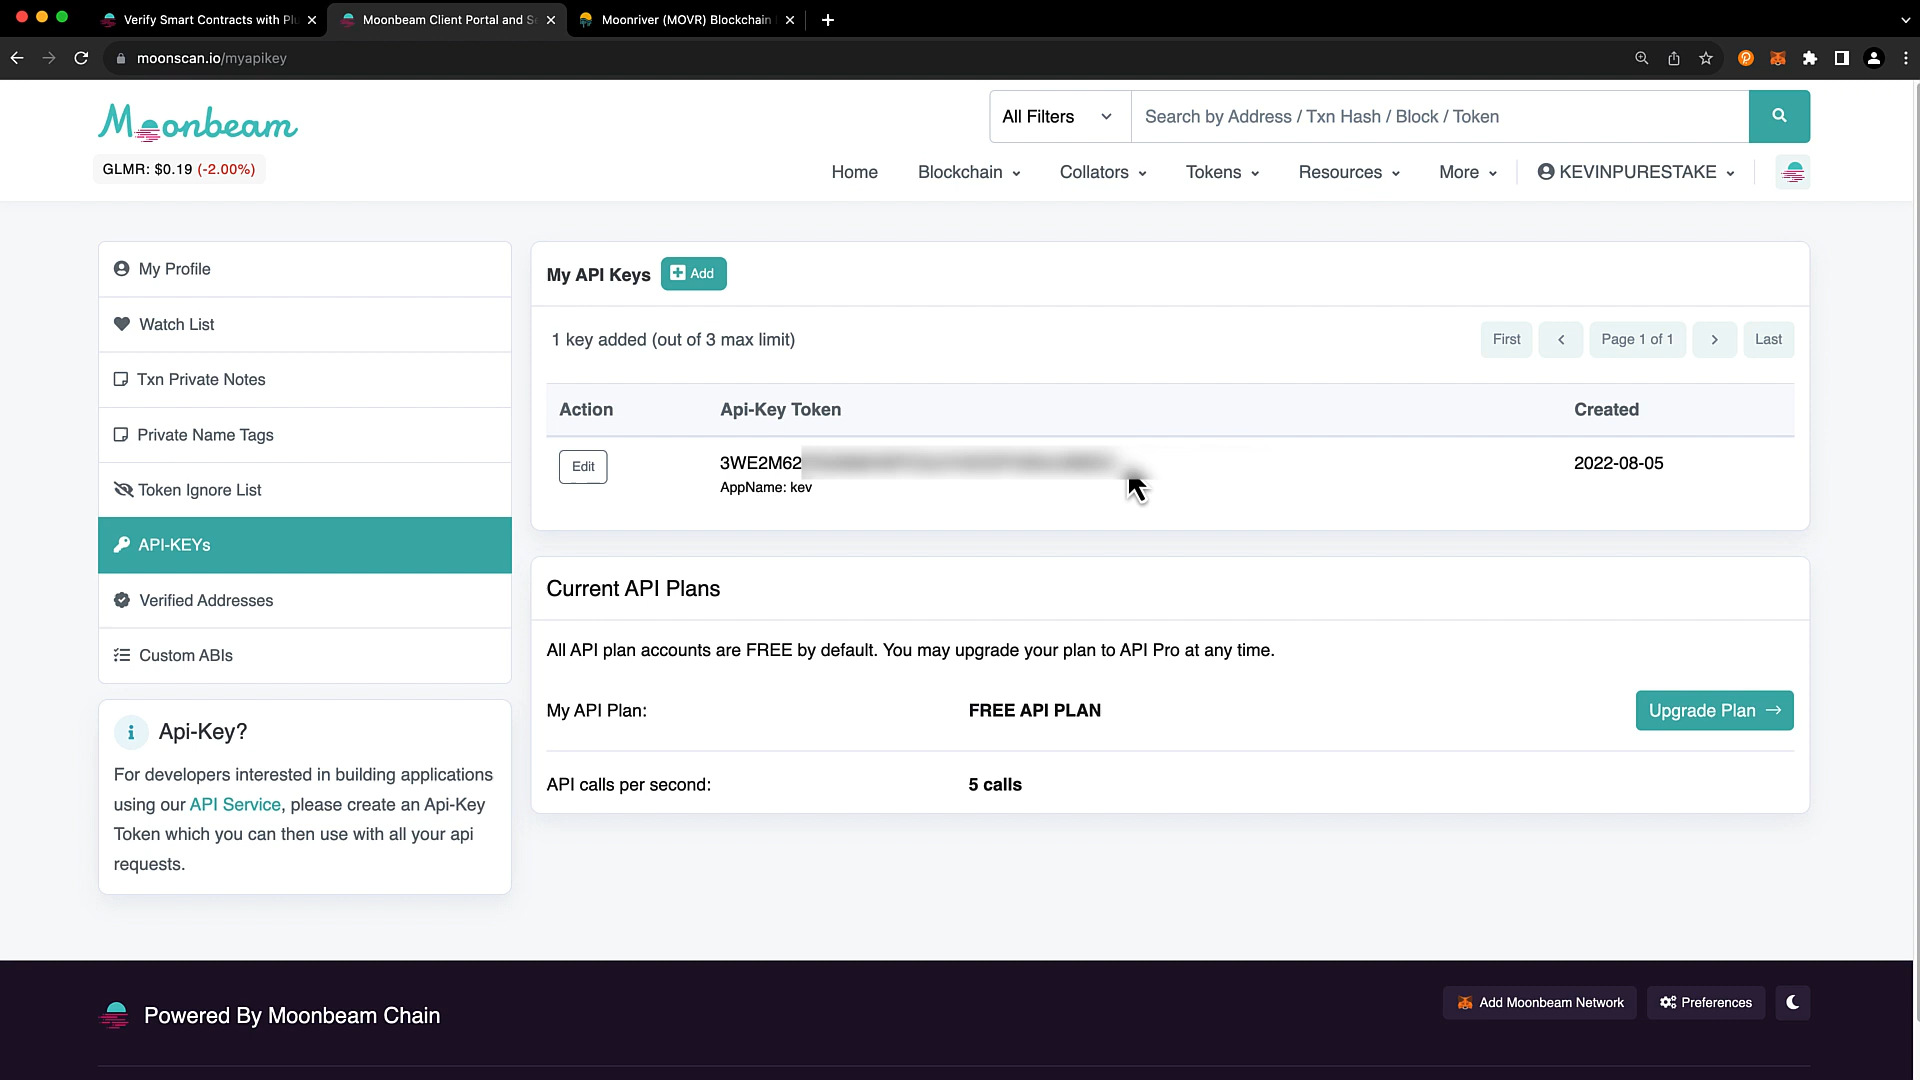 Verify Smart Contracts with Plu
Moonbeam Client Portal and Se
Moonriver (MOVR) Blockchain
moonscan.io/myapikey
Moonbeam
All Filters
Search by Address / Txn Hash / Block / Token
GLMR: $0.19 (-2.00%)
Home Blockchain Collators Tokens Resources More KEVINPURESTAKE
My Profile
Watch List
Txn Private Notes
Private Name Tags
Token Ignore List
API-KEYs
Verified Addresses
Custom ABIs
Api-Key?
For developers interested in building applications
using our API Service, please create an Api-Key
Token which you can then use with all your api
requests.
My API Keys Add
1 key added (out of 3 max limit)
First Page 1 of 1 Last
Action Api-Key Token Created
Edit 3WE2M62 2022-08-05
AppName: kev
Current API Plans
All API plan accounts are FREE by default. You may upgrade your plan to API Pro at any time.
My API Plan: FREE API PLAN Upgrade Plan
API calls per second: 5 calls
Powered By Moonbeam Chain
Add Moonbeam Network Preferences